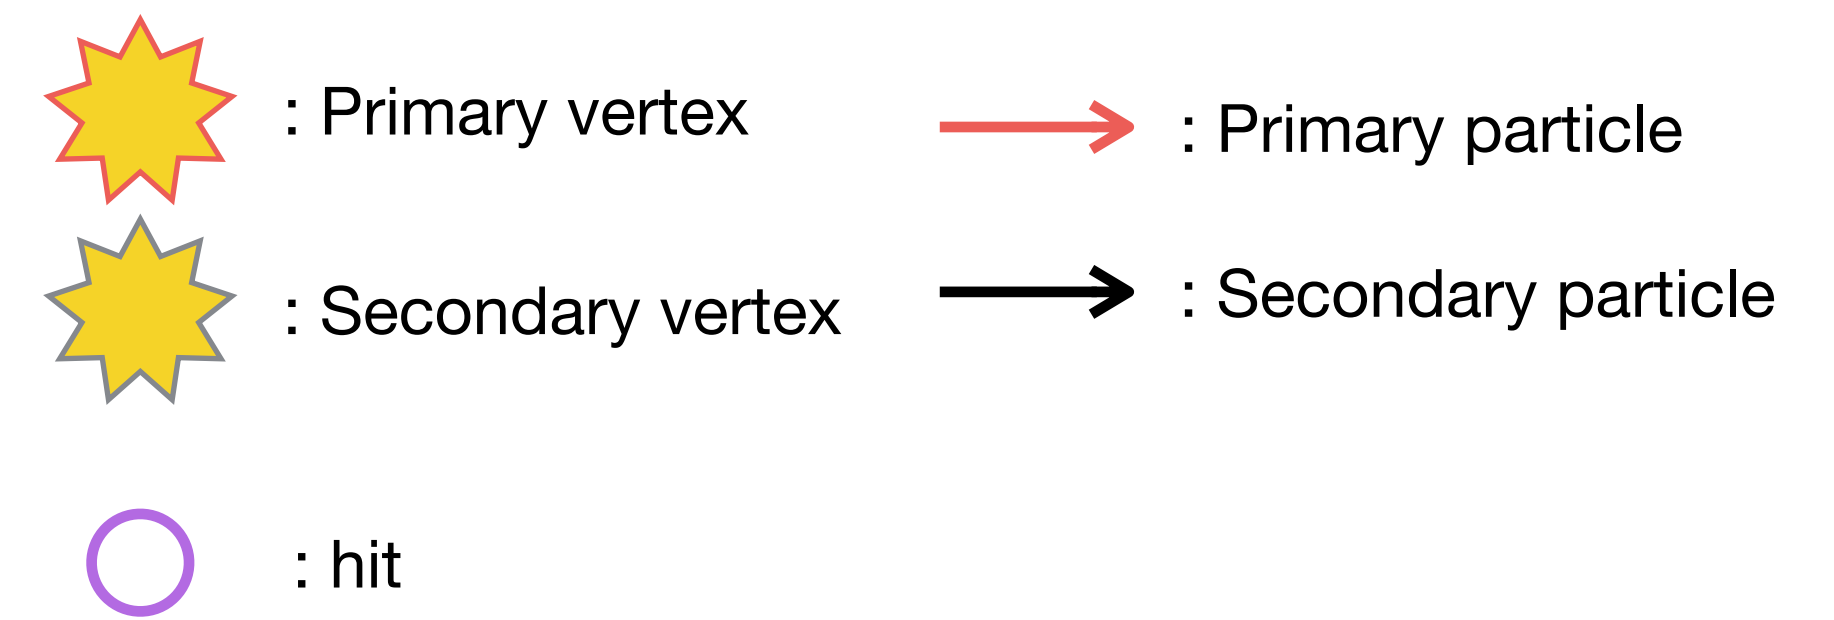 : Primary vertex
: Primary particle
: Secondary vertex
: Secondary particle
: hit